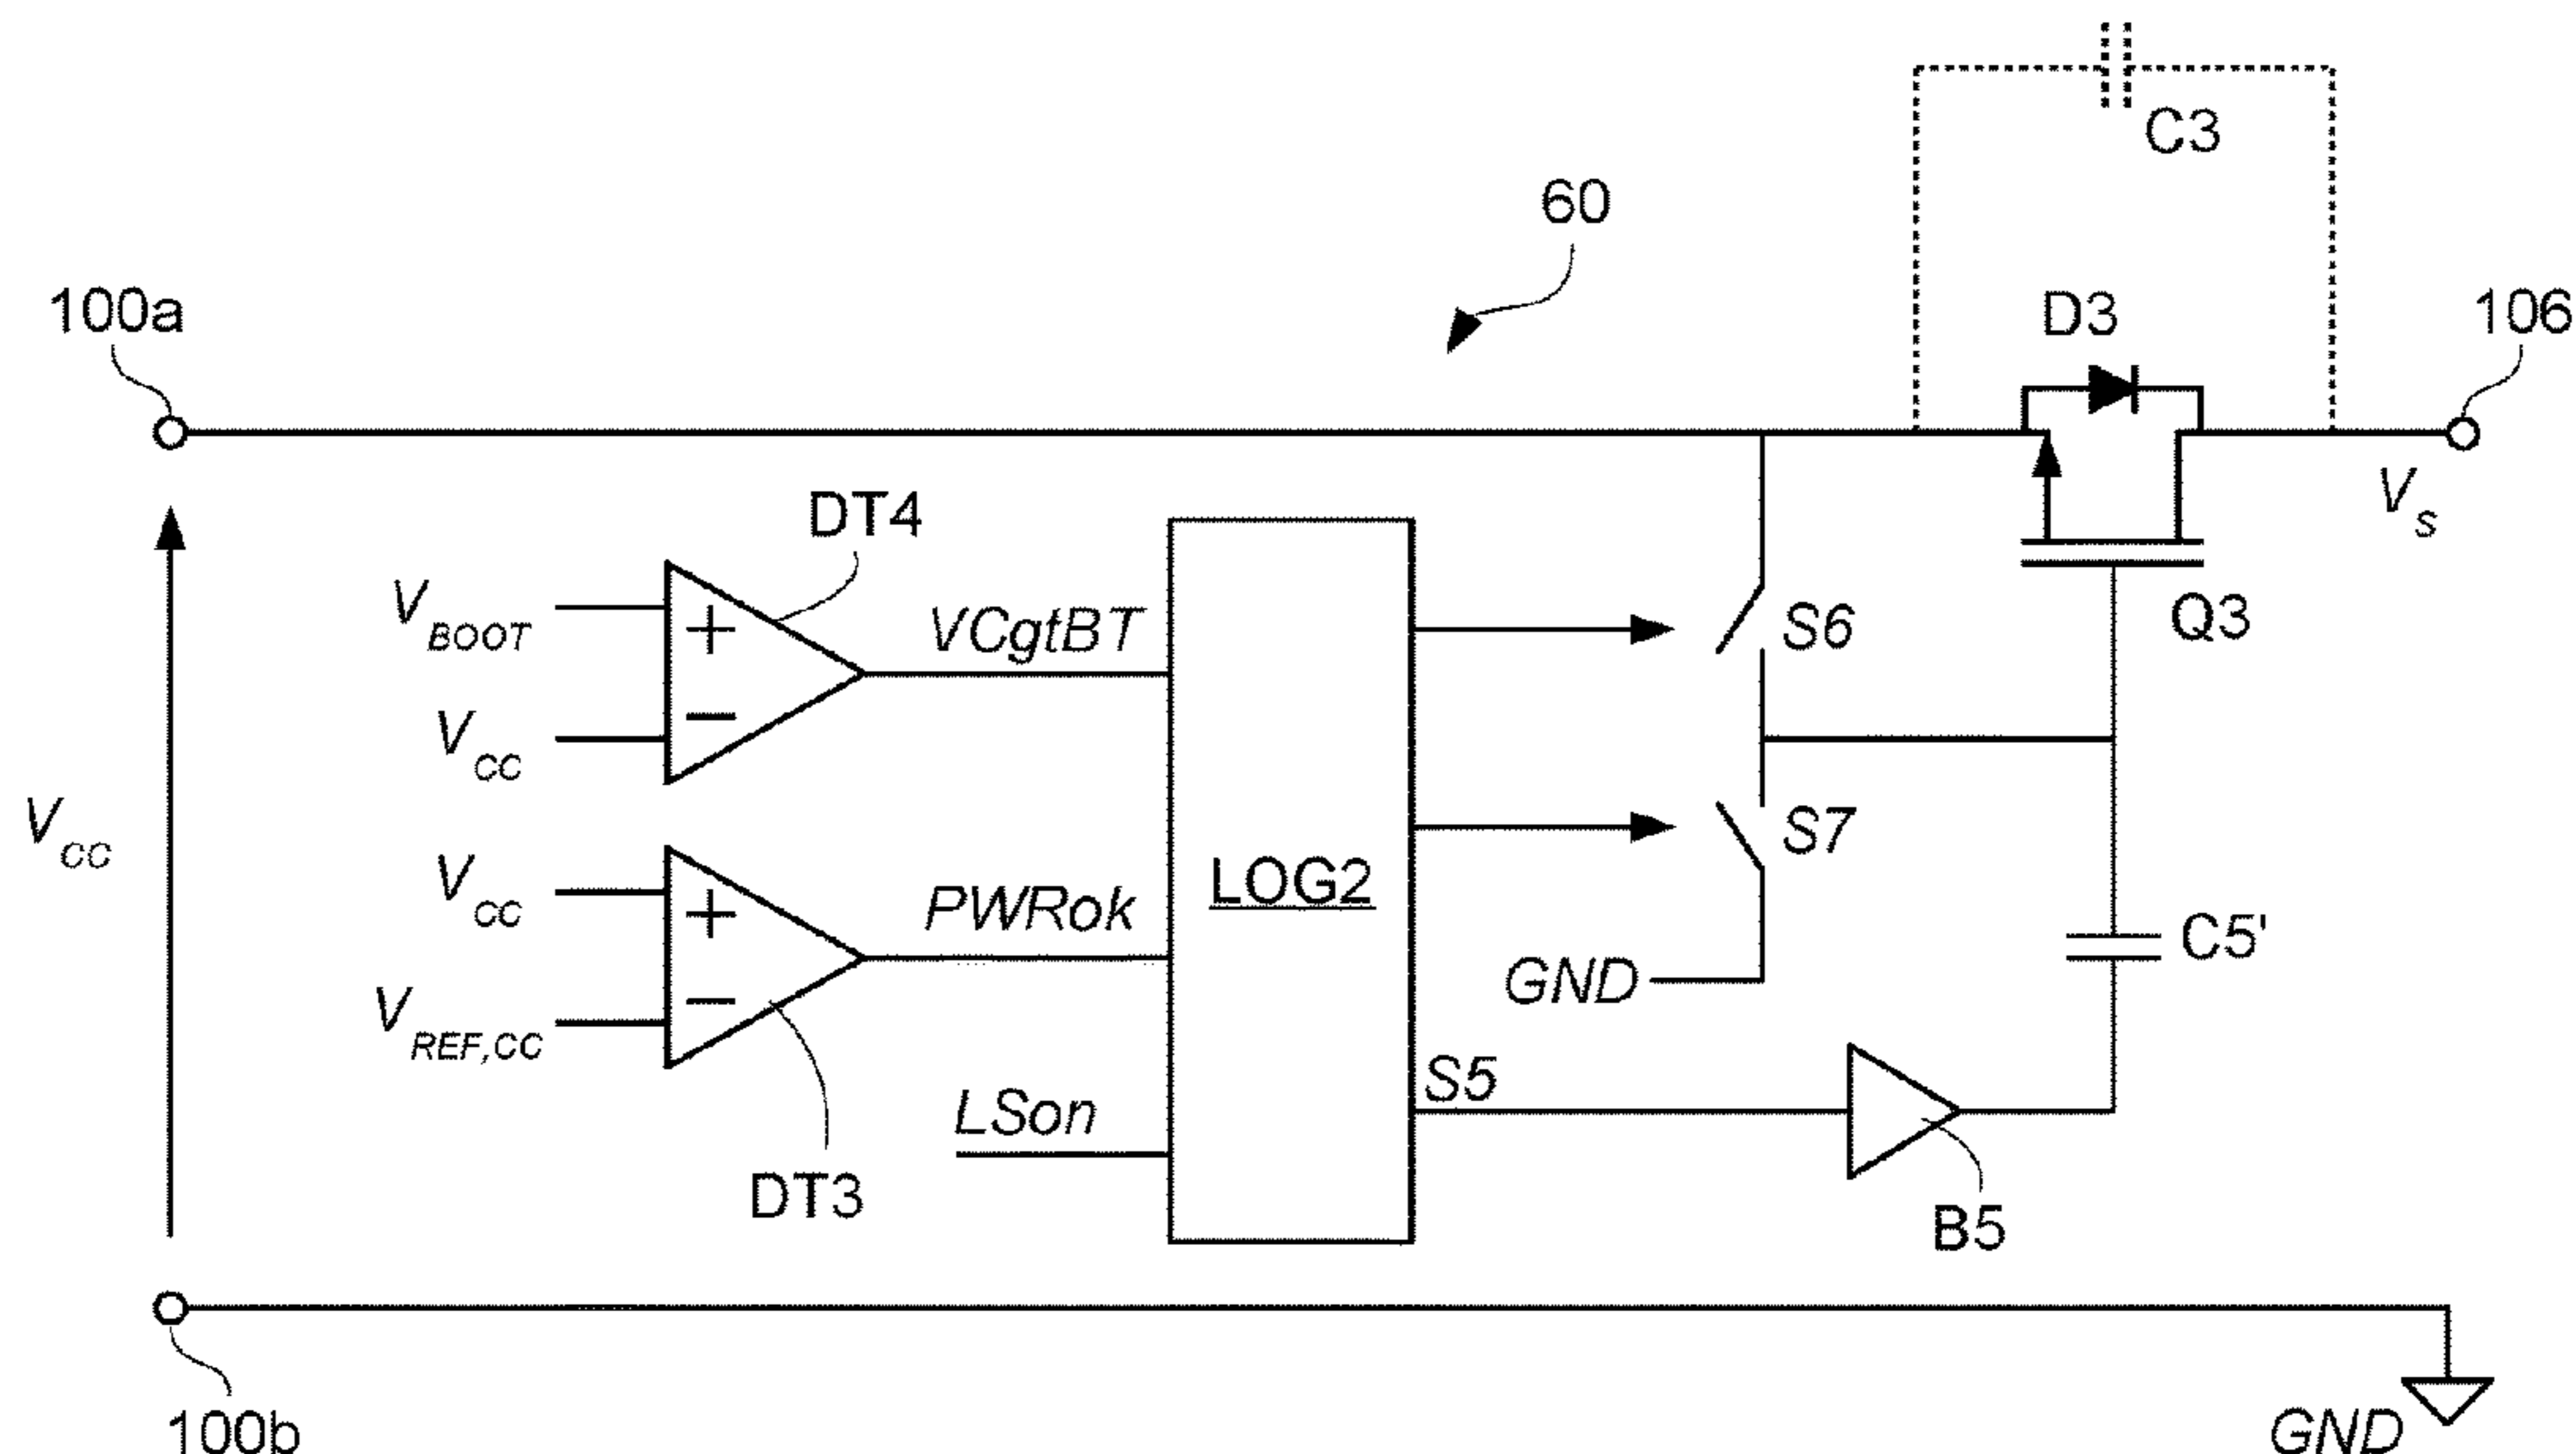 C3
60
100a
D3
106
V_S
DT4
V_BOOT
VCgtBT
S6
Q3
V_CC
V_CC
S7
V_CC
PWRok
LOG2
C5'
GND
V_REF,CC
S5
LSon
DT3
B5
100b
GND